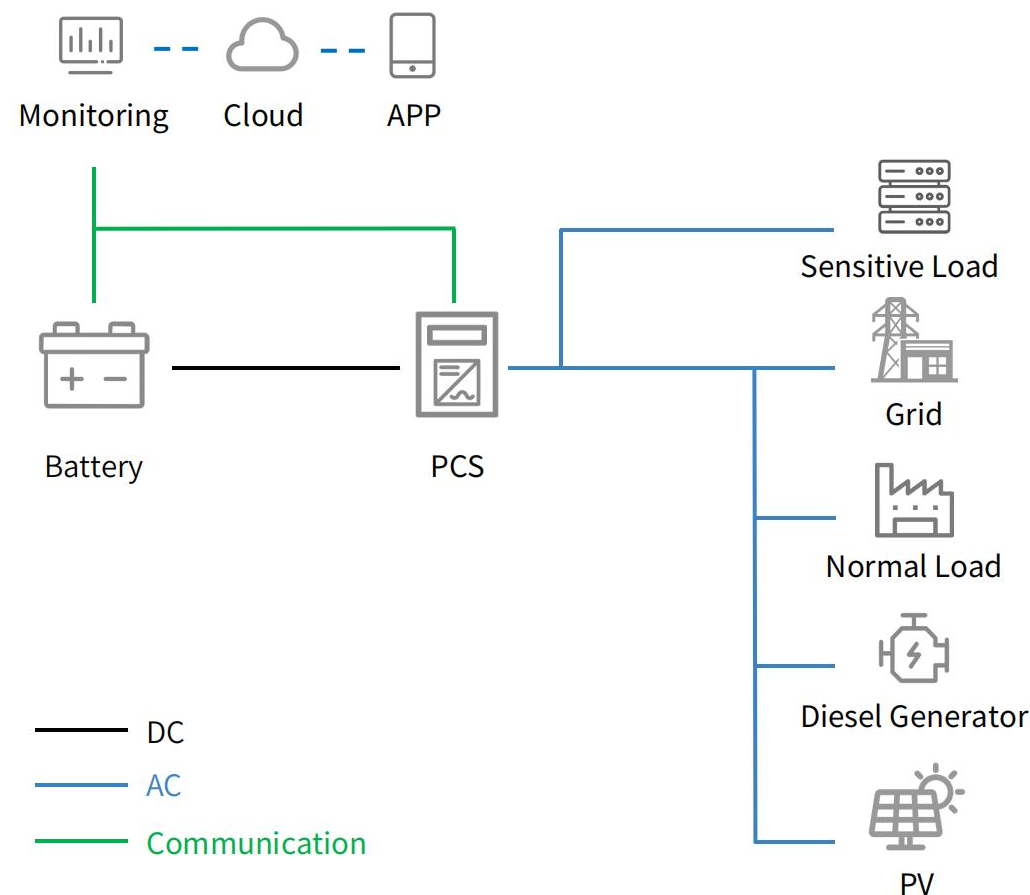 Monitoring Cloud APP
Sensitive Load
Grid
Battery PCS
Normal Load
Diesel Generator
DC
AC
Communication
PV